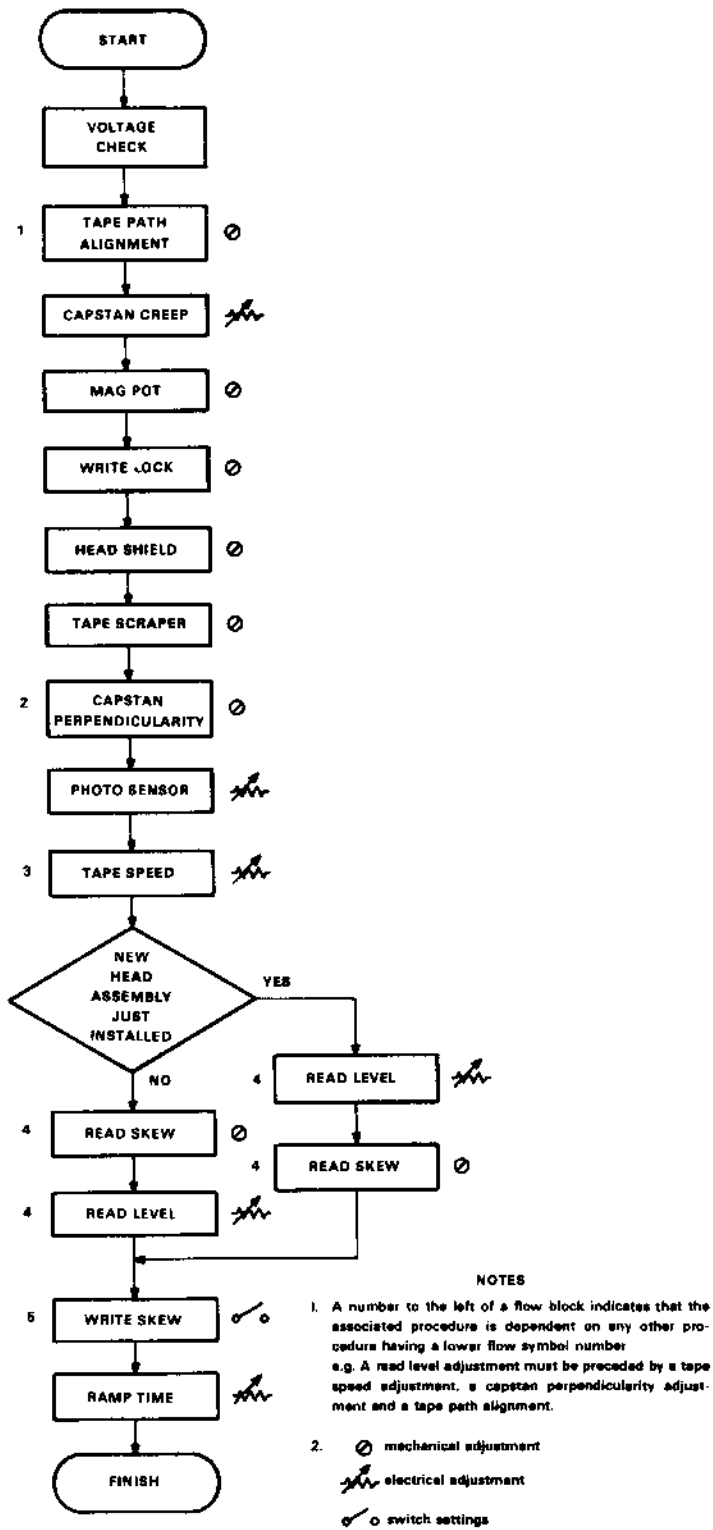 START
VOLTAGE
CHECK
1
TAPE PATH
ALIGNMENT
CAPSTAN CREEP
MAG POT
WRITE LOCK
HEAD SHIELD
TAPE SCRAPER
2
CAPSTAN
PERPENDICULARITY
PHOTO SENSOR
3
TAPE SPEED
NEW
HEAD
ASSEMBLY
JUST
INSTALLED
YES
NO
4
READ LEVEL
4
READ SKEW
4
READ SKEW
4
READ LEVEL
5
WRITE SKEW
RAMP TIME
FINISH
NOTES
1. A number to the left of a flow block indicates that the
associated procedure is dependent on any other pro-
cedure having a lower flow symbol number
e.g. A read level adjustment must be preceded by a tape
speed adjustment, a capstan perpendicularity adjust-
ment and a tape path alignment.
2. mechanical adjustment
electrical adjustment
switch settings